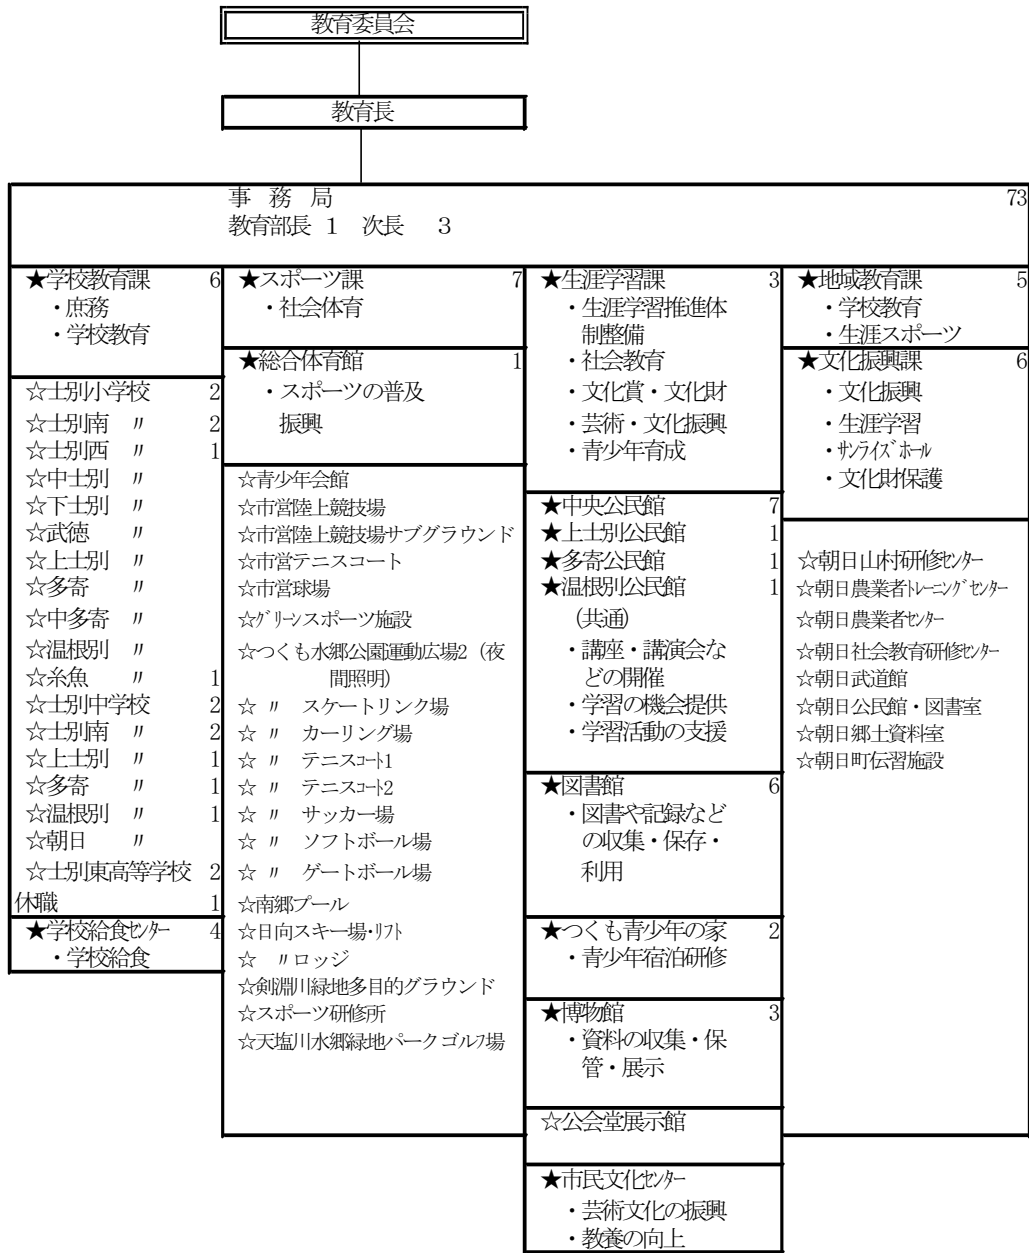 教育委員会
教育長
事 務 局 73
教育部長 1 次長 3
★学校教育課 6
・庶務
・学校教育
☆士別小学校 2
☆士別南 〃 2
☆士別西 〃 1
☆中士別 〃
☆下士別 〃
☆武徳 〃
☆上士別 〃
☆多寄 〃
☆中多寄 〃
☆温根別 〃
☆糸魚 〃 1
☆士別中学校 2
☆士別南 〃 2
☆上士別 〃 1
☆多寄 〃 1
☆温根別 〃 1
☆朝日 〃
☆士別東高等学校 2
休職 1
★学校給食センター 4
・学校給食
★スポーツ課 7
・社会体育
★総合体育館 1
・スポーツの普及
振興
☆青少年会館
☆市営陸上競技場
☆市営陸上競技場サブグラウンド
☆市営テニスコート
☆市営球場
☆グリーンスポーツ施設
☆つくも水郷公園運動広場2（夜
間照明）
☆ 〃 スケートリンク場
☆ 〃 カーリング場
☆ 〃 テニスコート1
☆ 〃 テニスコート2
☆ 〃 サッカー場
☆ 〃 ソフトボール場
☆ 〃 ゲートボール場
☆南郷プール
☆日向スキー場・リフト
☆ 〃ロッジ
☆剣淵川緑地多目的グラウンド
☆スポーツ研修所
☆天塩川水郷緑地パークゴルフ場
★生涯学習課 3
・生涯学習推進体
制整備
・社会教育
・文化賞・文化財
・芸術・文化振興
・青少年育成
★中央公民館 7
★上士別公民館 1
★多寄公民館 1
★温根別公民館 1
（共通）
・講座・講演会な
どの開催
・学習の機会提供
・学習活動の支援
★図書館 6
・図書や記録など
の収集・保存・
利用
★つくも青少年の家 2
・青少年宿泊研修
★博物館 3
・資料の収集・保
管・展示
☆公会堂展示館
★市民文化センター
・芸術文化の振興
・教養の向上
★地域教育課 5
・学校教育
・生涯スポーツ
★文化振興課 6
・文化振興
・生涯学習
・サンライズホール
・文化財保護
☆朝日山村研修センター
☆朝日農業者トレーニングセンター
☆朝日農業者センター
☆朝日社会教育研修センター
☆朝日武道館
☆朝日公民館・図書室
☆朝日郷土資料室
☆朝日町伝習施設